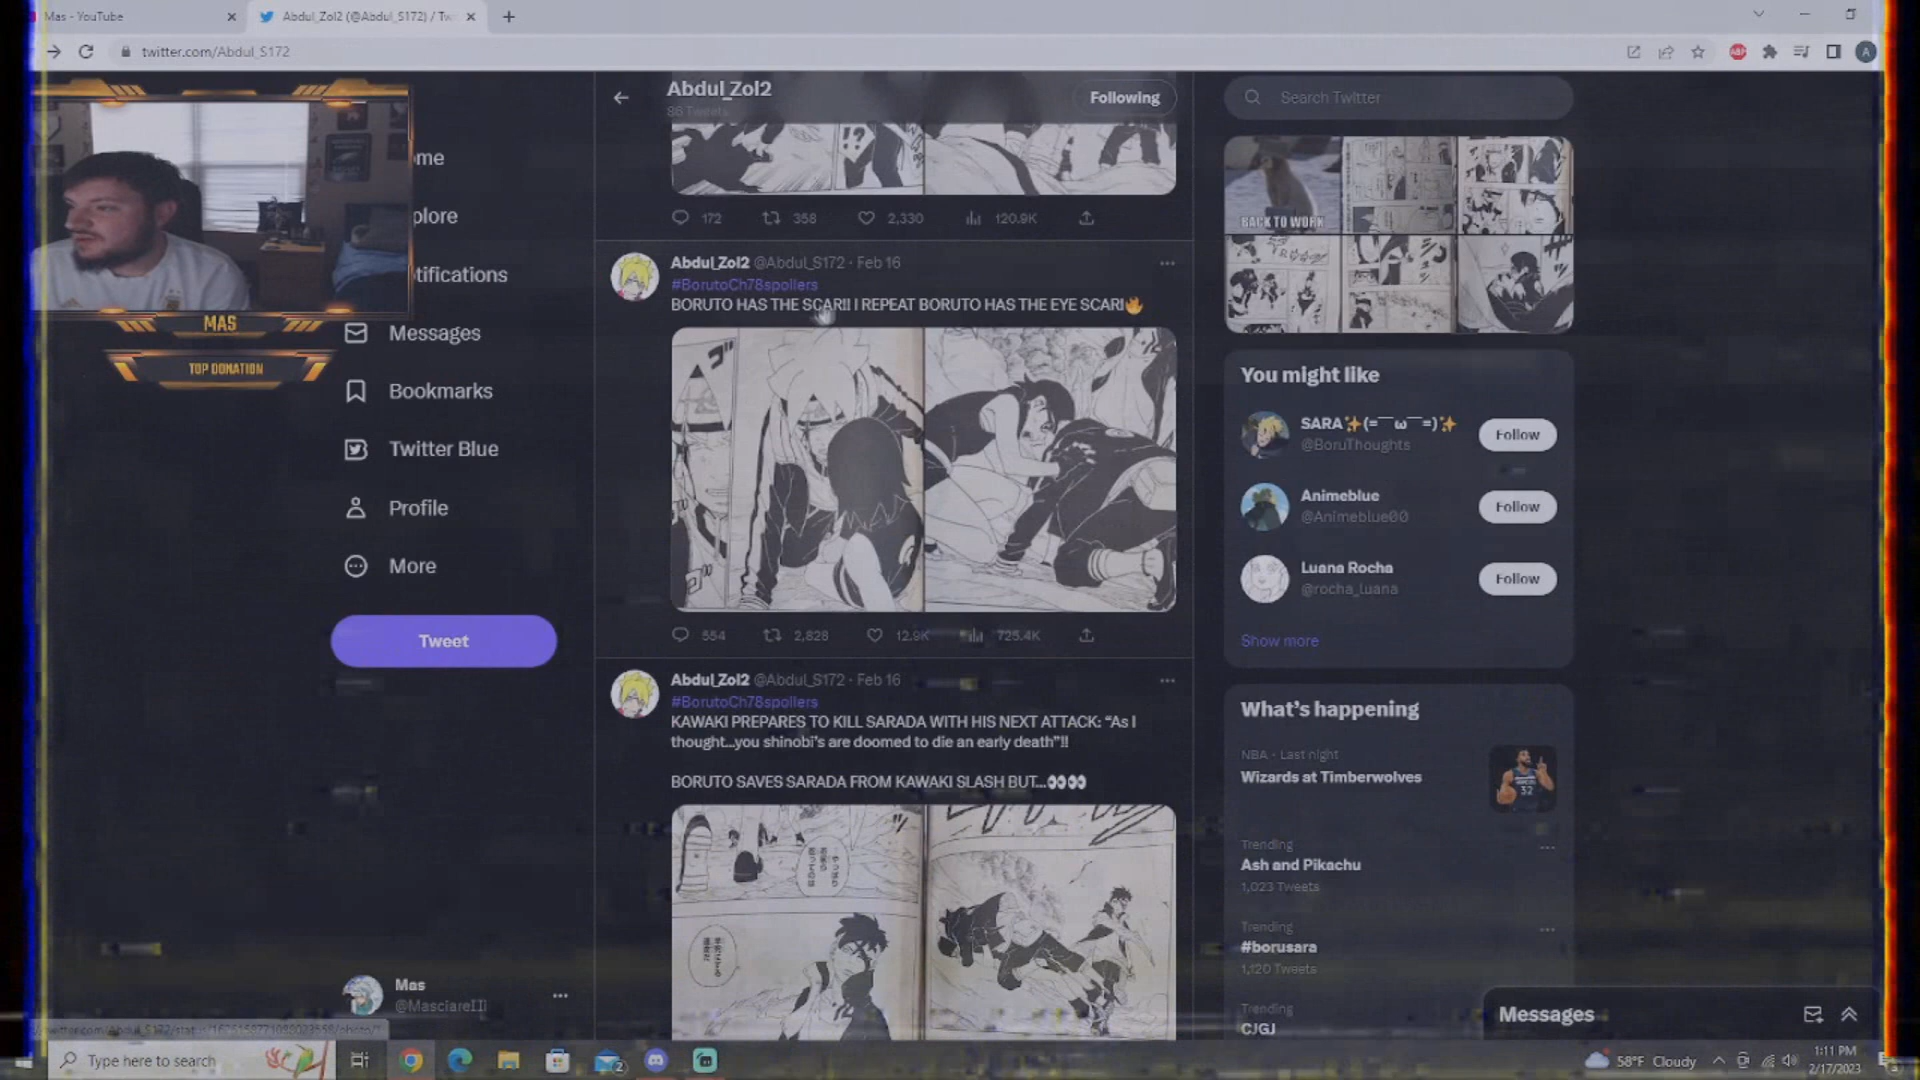 Mas - YouTube
Abdul_Zol2 (@Abdul_S172) / Tw
twitter.com/Abdul_S172
MAS
TOP DONATION
ome
plore
tifications
Messages
Bookmarks
Twitter Blue
Profile
More
Tweet
Mas
Abdul_Zol2
86 Tweets
Following
172 358 2,330 120.9K
Abdul_Zol2 @Abdul_S172 · Feb 16
#BorutoCh78spoilers
BORUTO HAS THE SCAR!! I REPEAT BORUTO HAS THE EYE SCAR!🔥
554 2,828 12.9K 725.4K
Abdul_Zol2 @Abdul_S172 · Feb 16
#BorutoCh78spoilers
KAWAKI PREPARES TO KILL SARADA WITH HIS NEXT ATTACK: “As I
thought...you shinobi’s are doomed to die an early death”!!
BORUTO SAVES SARADA FROM KAWAKI SLASH BUT...👀👀
Search Twitter
BACK TO WORK
You might like
SARA✨(=￣ω￣=)✨
@BoruThoughts
Follow
Animeblue
@Animeblue00
Follow
Luana Rocha
@rocha_luana
Follow
Show more
What’s happening
NBA · Last night
Wizards at Timberwolves
Trending
Ash and Pikachu
1,023 Tweets
Trending
#borusara
1,120 Tweets
Trending
CJGJ
Messages
Type here to search
58°F Cloudy
1:11 PM
2/17/2023